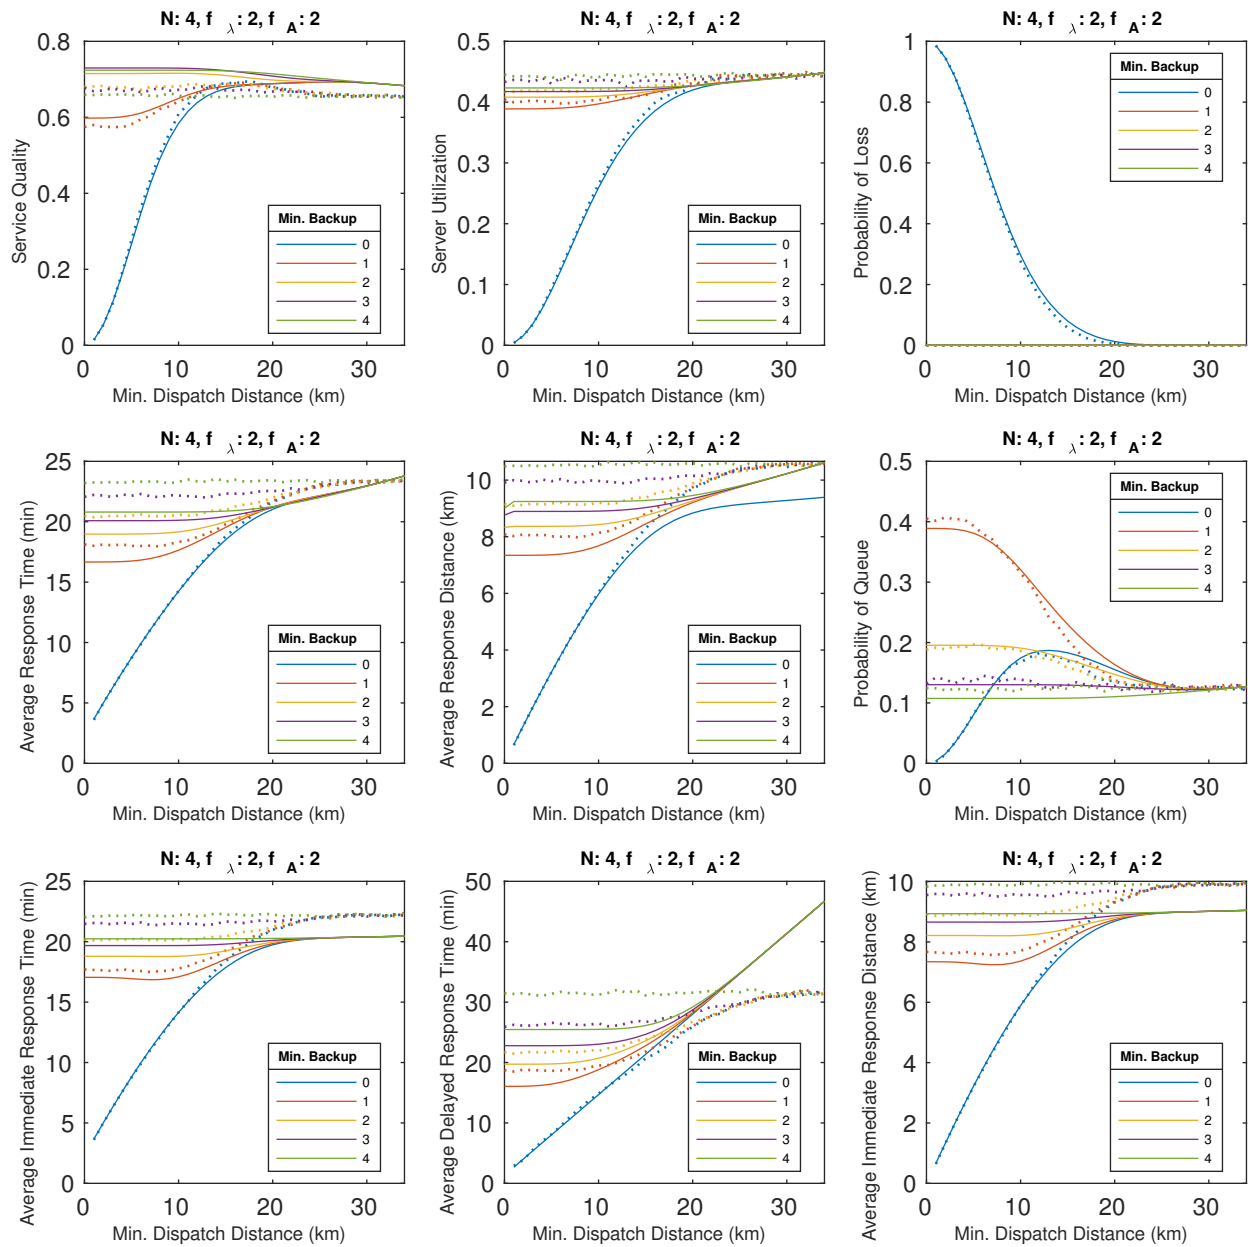 N: 4, f λ: 2, f A: 2
Service Quality
0.8
0.6
0.4
0.2
0
0 10 20 30
Min. Dispatch Distance (km)
Min. Backup
0
1
2
3
4
N: 4, f λ: 2, f A: 2
Server Utilization
0.5
0.4
0.3
0.2
0.1
0
0 10 20 30
Min. Dispatch Distance (km)
Min. Backup
0
1
2
3
4
N: 4, f λ: 2, f A: 2
Probability of Loss
1
0.8
0.6
0.4
0.2
0
0 10 20 30
Min. Dispatch Distance (km)
Min. Backup
0
1
2
3
4
N: 4, f λ: 2, f A: 2
Average Response Time (min)
25
20
15
10
5
0
0 10 20 30
Min. Dispatch Distance (km)
Min. Backup
0
1
2
3
4
N: 4, f λ: 2, f A: 2
Average Response Distance (km)
10
8
6
4
2
0
0 10 20 30
Min. Dispatch Distance (km)
Min. Backup
0
1
2
3
4
N: 4, f λ: 2, f A: 2
Probability of Queue
0.5
0.4
0.3
0.2
0.1
0
0 10 20 30
Min. Dispatch Distance (km)
Min. Backup
0
1
2
3
4
N: 4, f λ: 2, f A: 2
Average Immediate Response Time (min)
25
20
15
10
5
0
0 10 20 30
Min. Dispatch Distance (km)
Min. Backup
0
1
2
3
4
N: 4, f λ: 2, f A: 2
Average Delayed Response Time (min)
50
40
30
20
10
0
0 10 20 30
Min. Dispatch Distance (km)
Min. Backup
0
1
2
3
4
N: 4, f λ: 2, f A: 2
Average Immediate Response Distance (km)
10
8
6
4
2
0
0 10 20 30
Min. Dispatch Distance (km)
Min. Backup
0
1
2
3
4